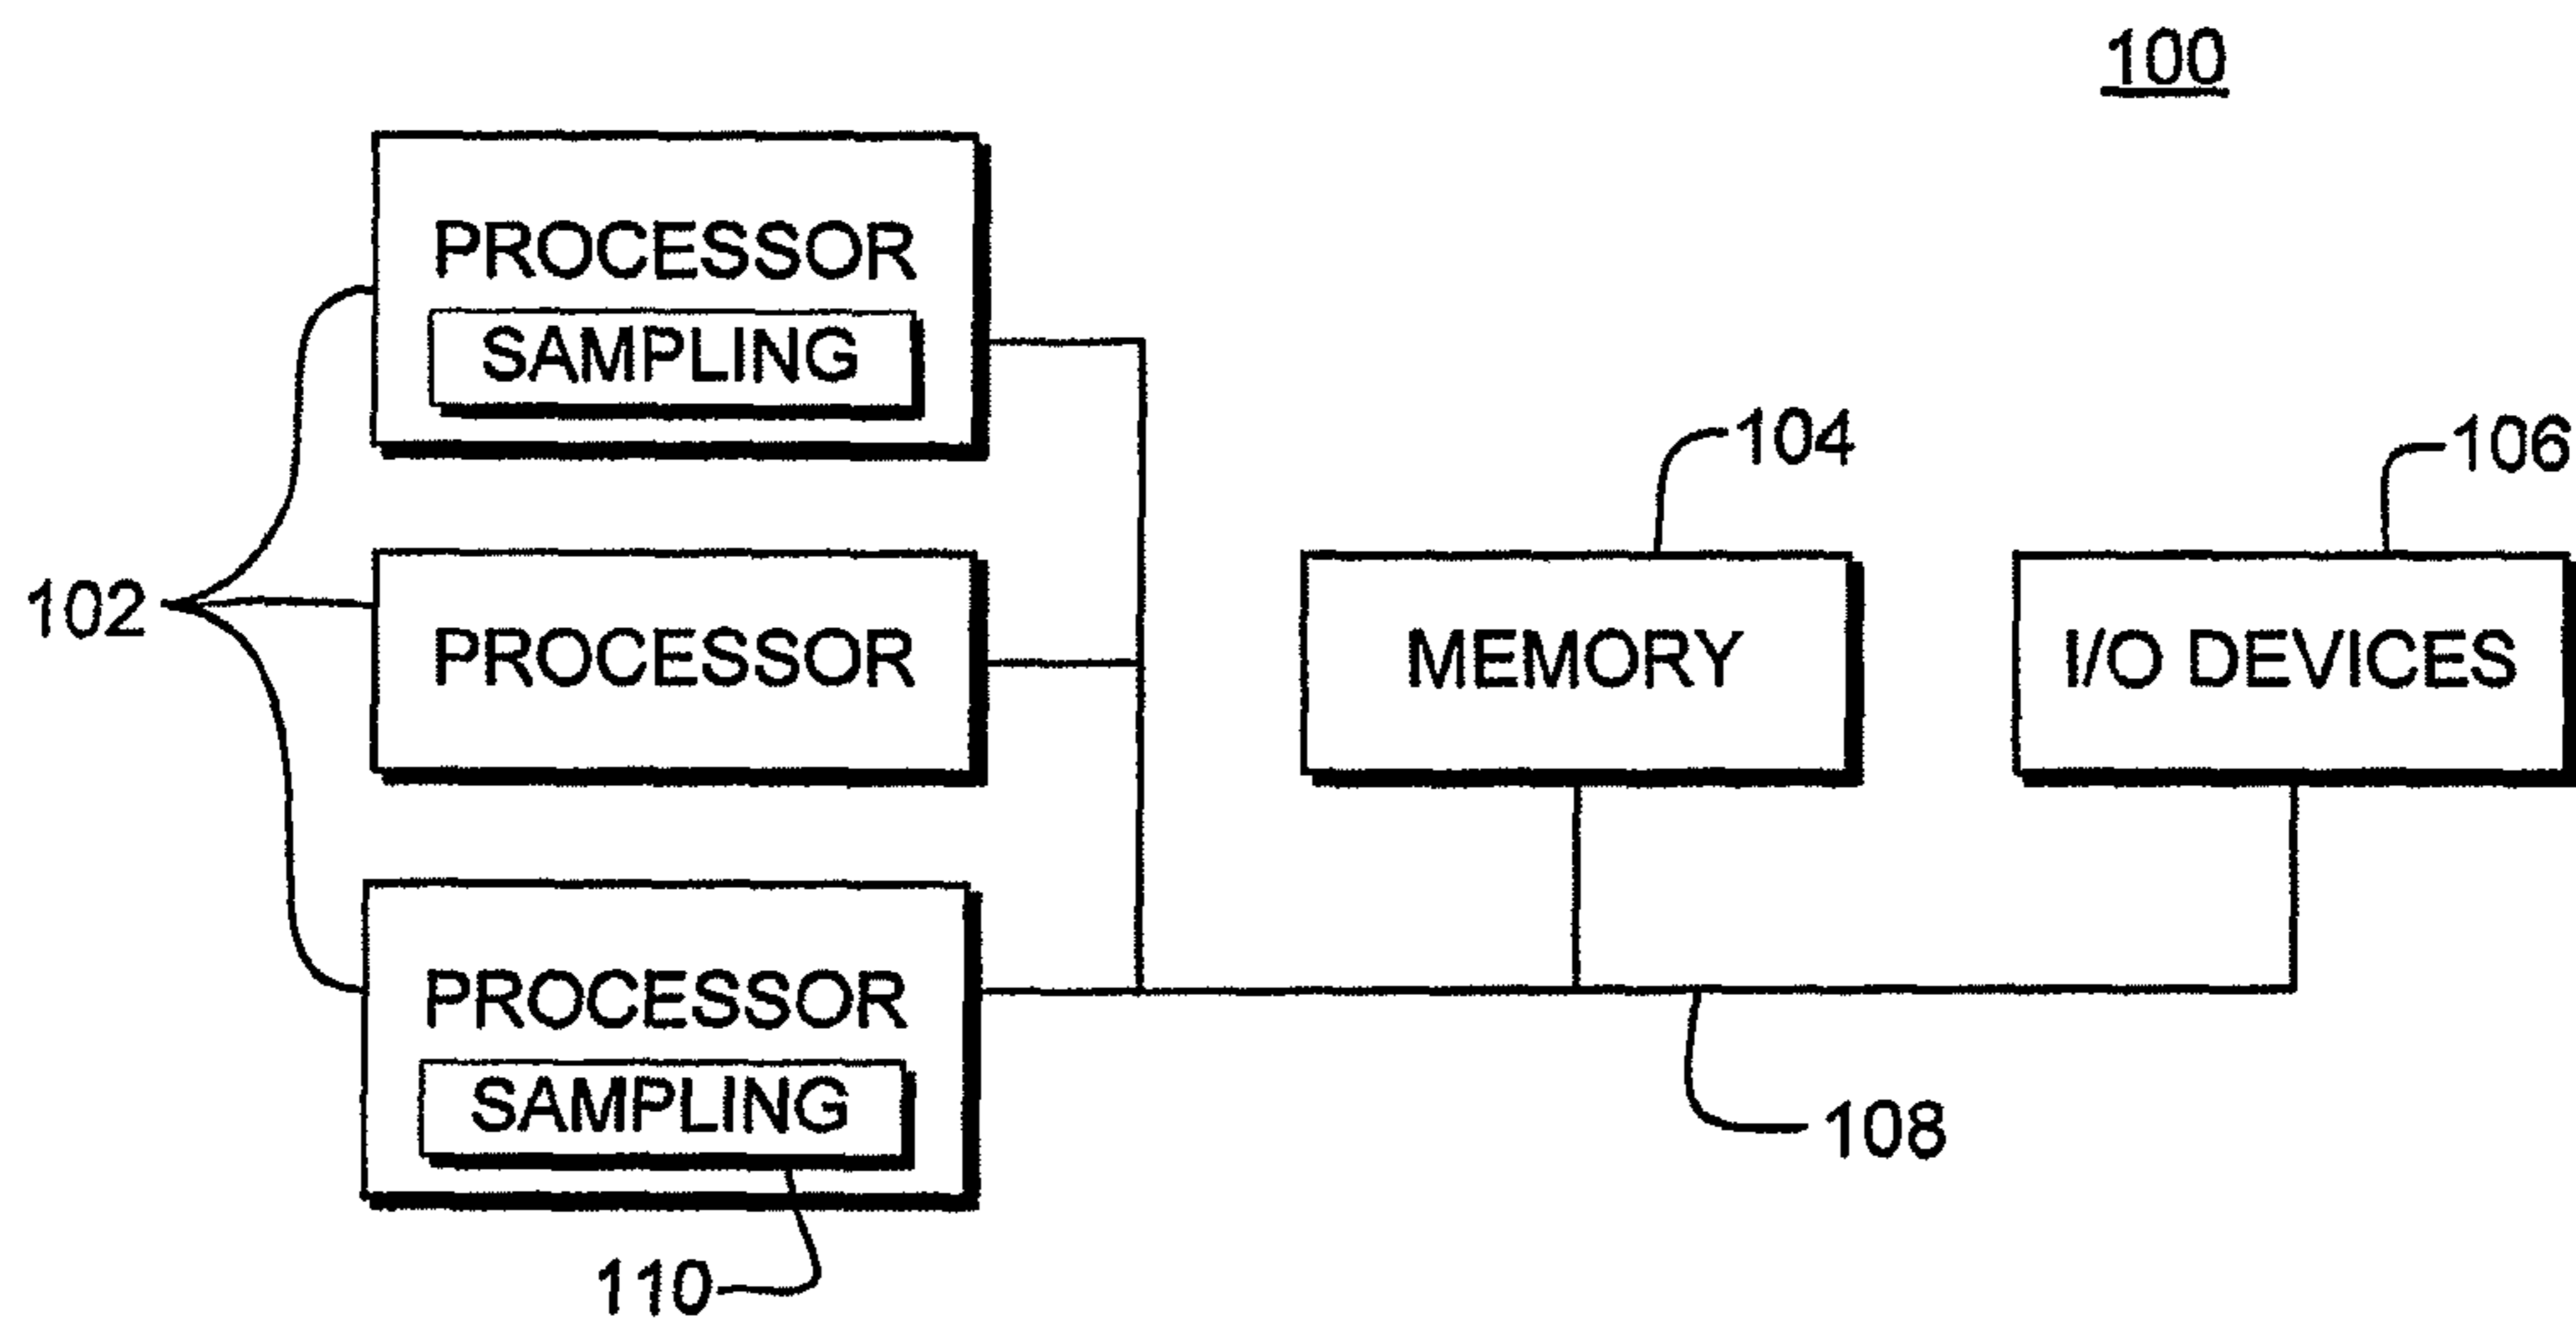 100
PROCESSOR
SAMPLING
104
106
102
PROCESSOR
MEMORY
I/O DEVICES
PROCESSOR
SAMPLING
108
110